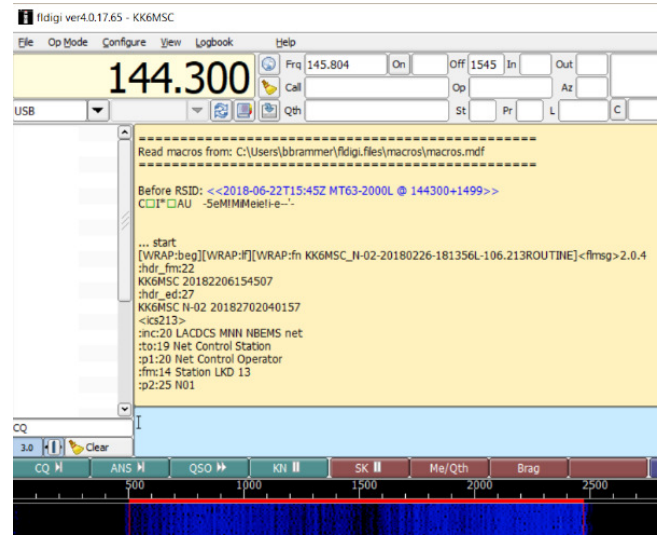 fldigi ver4.0.17.65 - KK6MSC
File Op Mode Configure View Logbook Help
144.300
Frq 145.804 On Off 1545 In Out
Call Op Az
USB
Qth St Pr L C
==================================================
Read macros from: C:\Users\bbrammer\fldigi.files\macros\macros.mdf
==================================================
Before RSID: <<2018-06-22T15:45Z MT63-2000L @ 144300+1499>>
C□I*□AU -5eM!MiMeie!i-e--'-
... start
[WRAP:beg][WRAP:lf][WRAP:fn KK6MSC_N-02-20180226-181356L-106.213ROUTINE]<flmsg>2.0.4
:hdr_fm:22
KK6MSC 20182206154507
:hdr_ed:27
KK6MSC N-02 20182702040157
<ics213>
:inc:20 LACDCS MNN NBEMS net
:to:19 Net Control Station
:p1:20 Net Control Operator
:fm:14 Station LKD 13
:p2:25 N01
CQ
3.0 Clear
CQ ANS QSO KN SK Me/Qth Brag
500 1000 1500 2000 2500